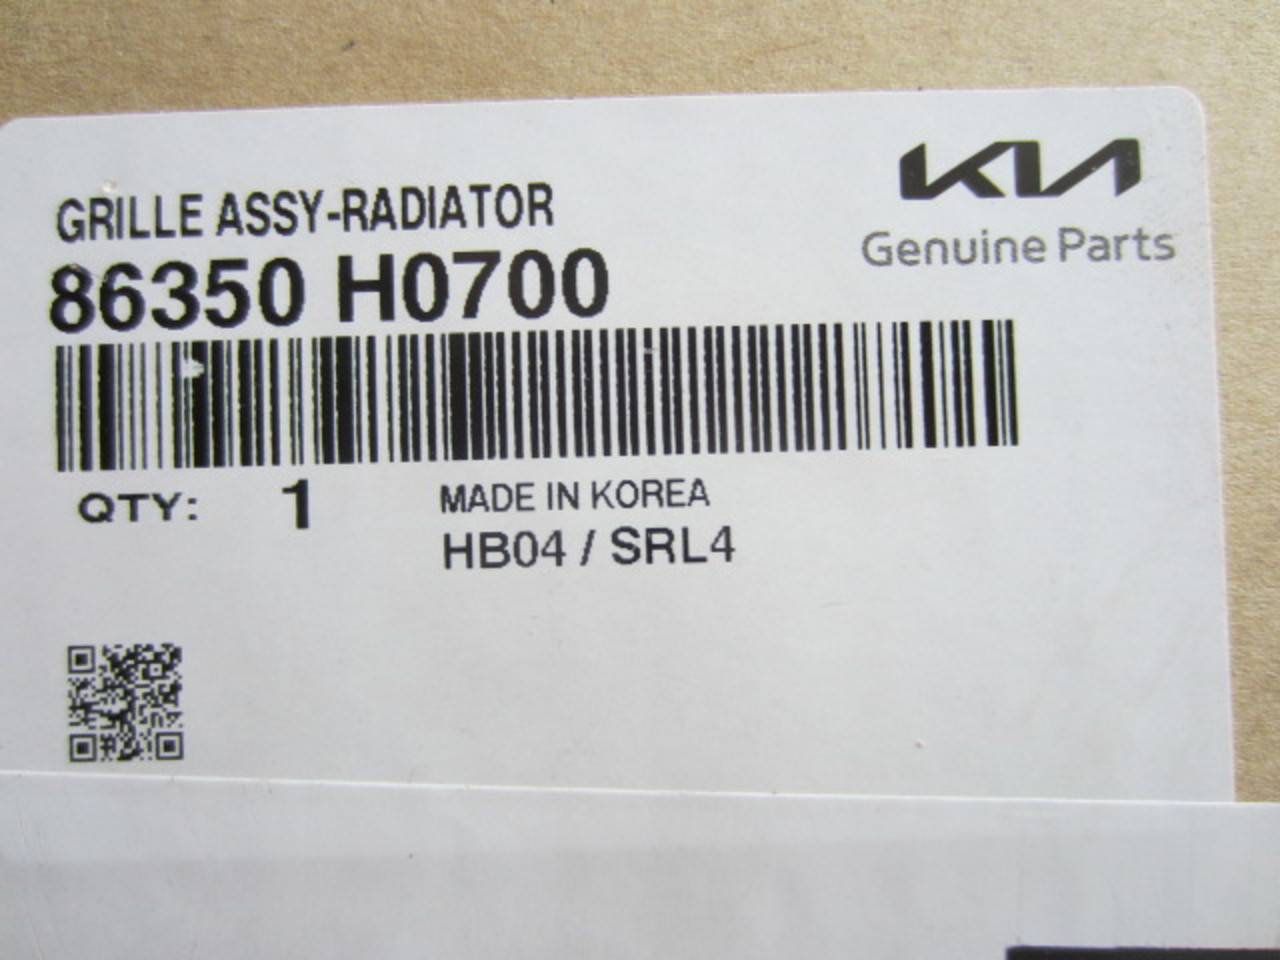 KIA
Genuine Parts
GRILLE ASSY-RADIATOR
86350 H0700
QTY: 1
MADE IN KOREA
HB04 / SRL4